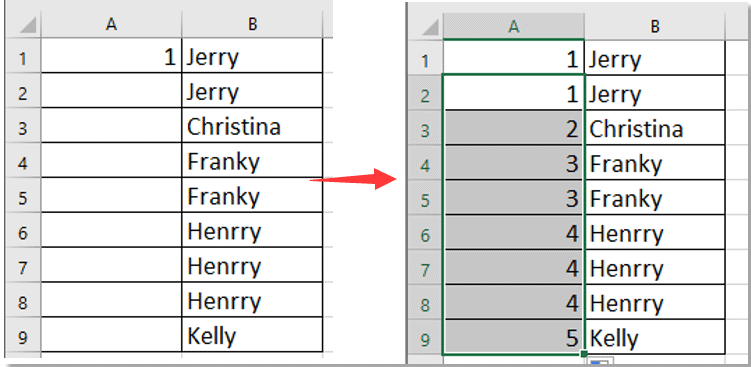 A B
1 1 Jerry
2 Jerry
3 Christina
4 Franky
5 Franky
6 Henrry
7 Henrry
8 Henrry
9 Kelly
A B
1 1 Jerry
2 1 Jerry
3 2 Christina
4 3 Franky
5 3 Franky
6 4 Henrry
7 4 Henrry
8 4 Henrry
9 5 Kelly